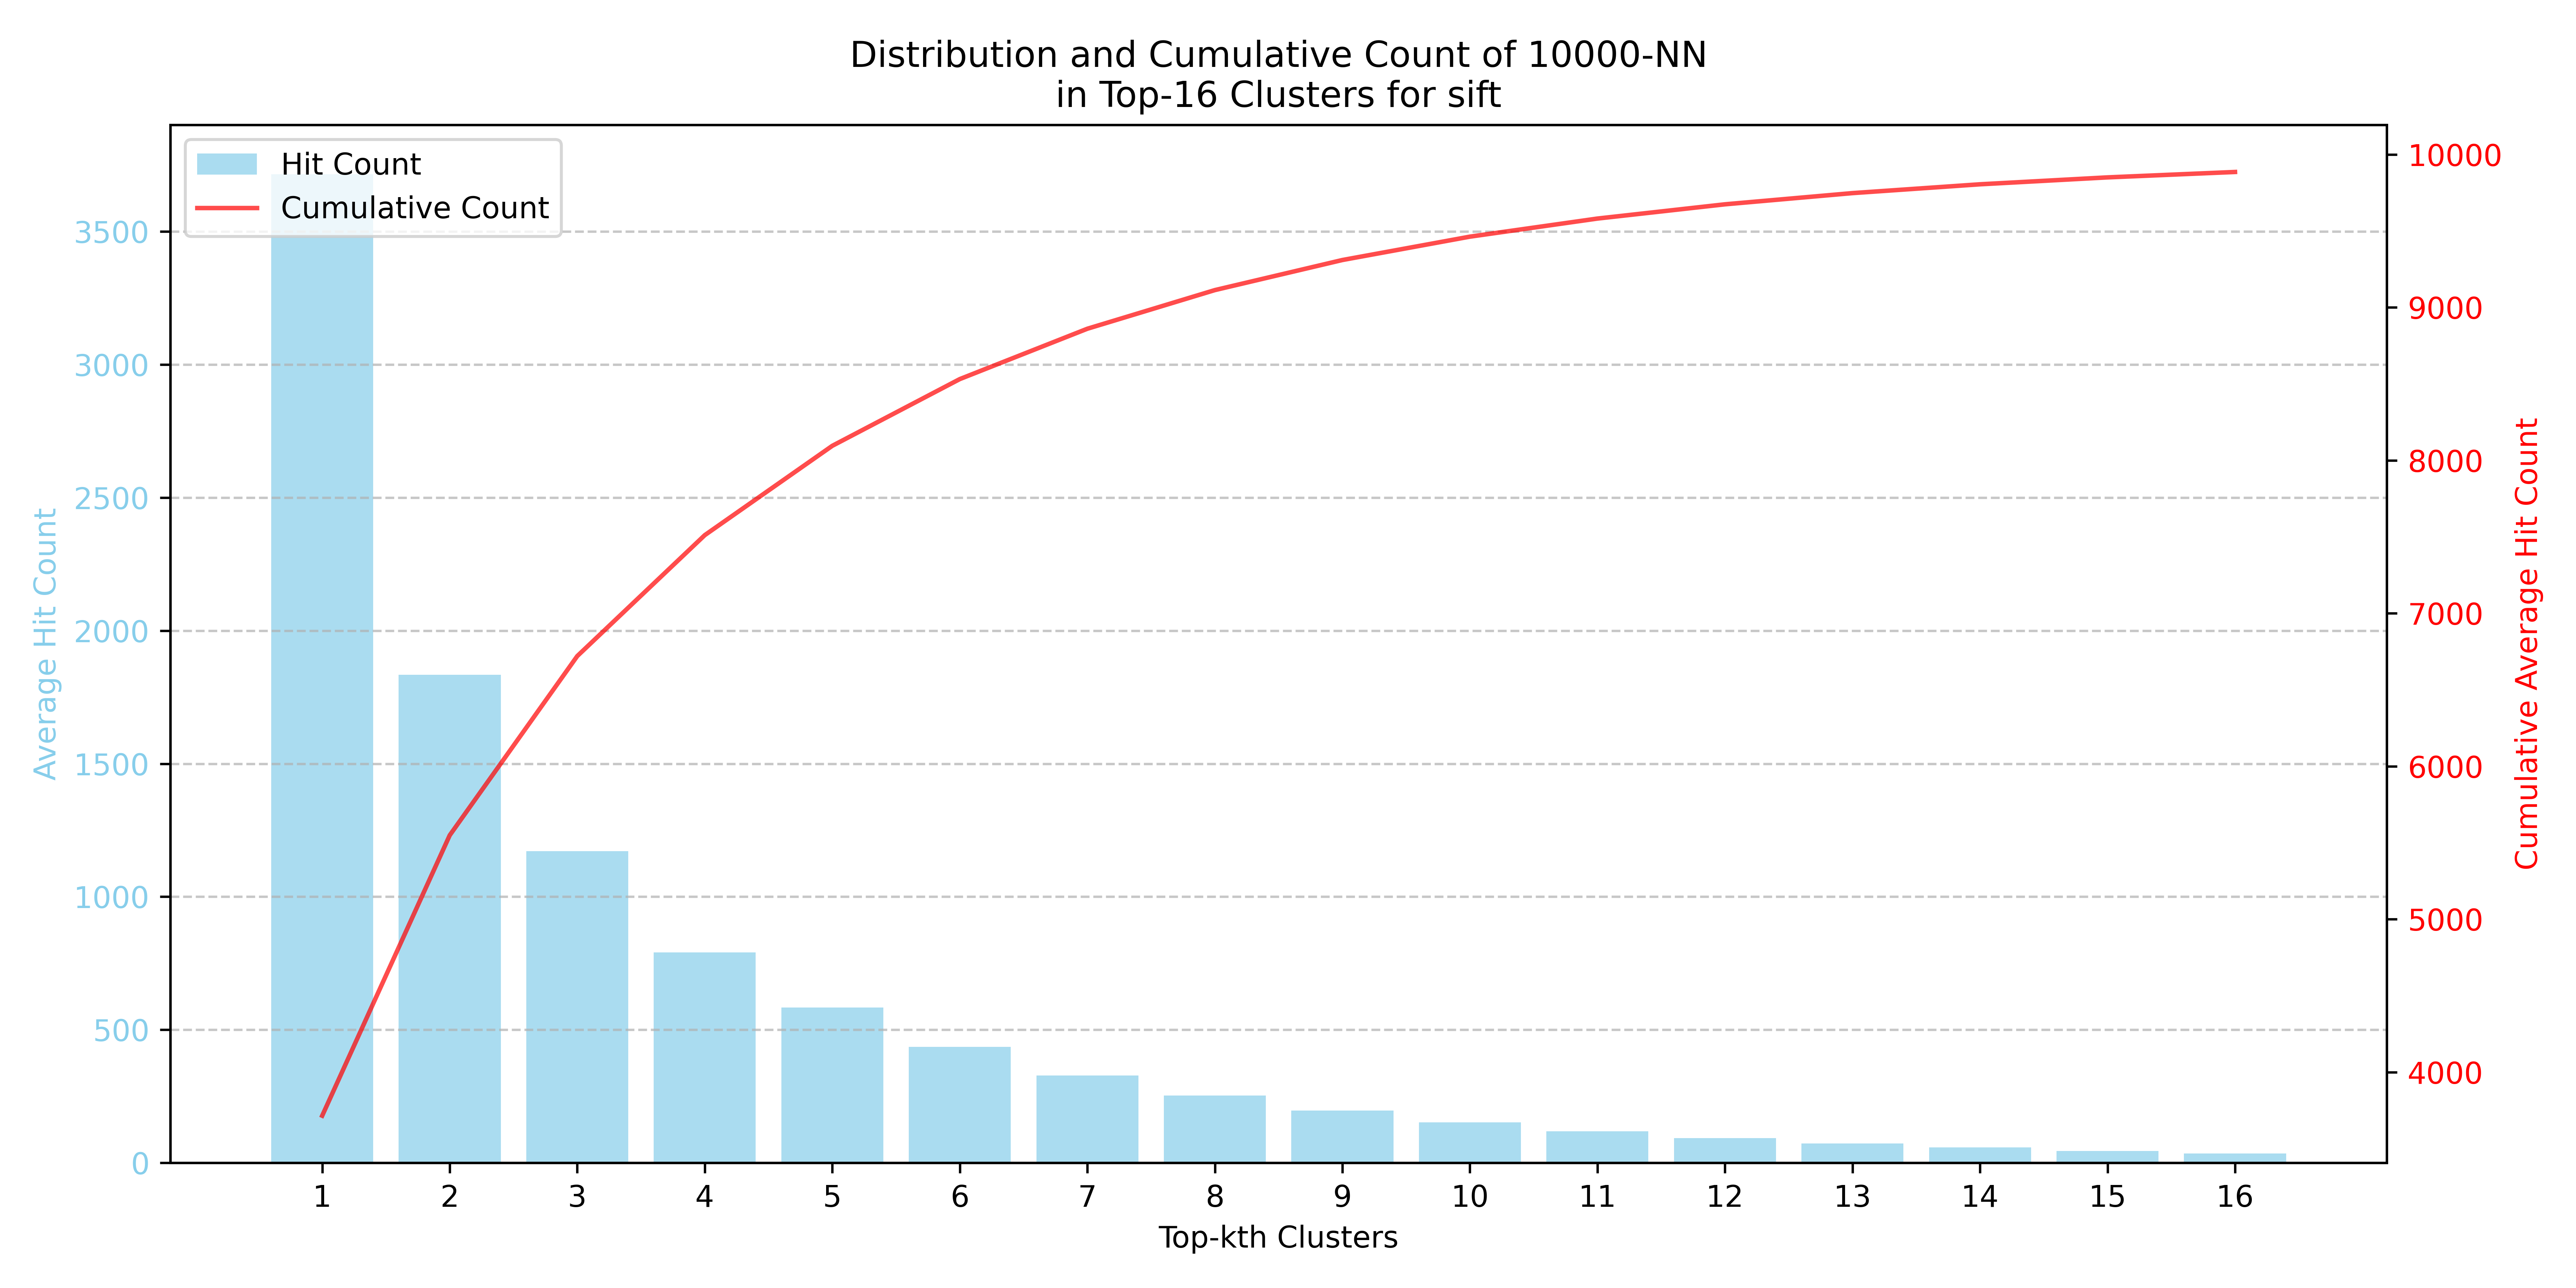 Distribution and Cumulative Count of 10000-NN
in Top-16 Clusters for sift
Hit Count
Cumulative Count
Average Hit Count
3500
3000
2500
2000
1500
1000
500
0
10000
9000
8000
7000
6000
5000
4000
Cumulative Average Hit Count
1 2 3 4 5 6 7 8 9 10 11 12 13 14 15 16
Top-kth Clusters